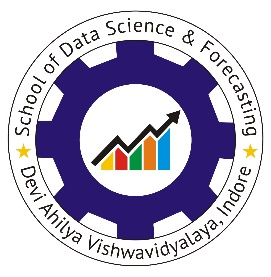 School of Data Science & Forecasting
Devi Ahilya Vishwavidyalaya, Indore